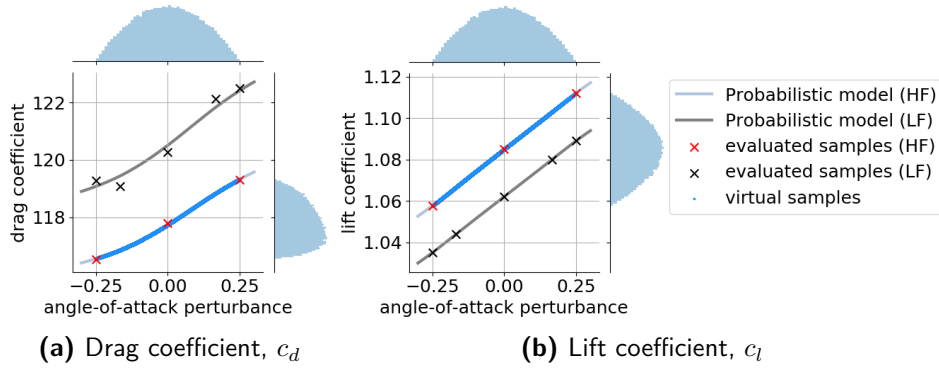 drag coefficient
122
120
118
−0.25 0.00 0.25
angle-of-attack perturbance
(a) Drag coefficient, c_d
lift coefficient
1.12
1.10
1.08
1.06
1.04
−0.25 0.00 0.25
angle-of-attack perturbance
(b) Lift coefficient, c_l
Probabilistic model (HF)
Probabilistic model (LF)
evaluated samples (HF)
evaluated samples (LF)
virtual samples